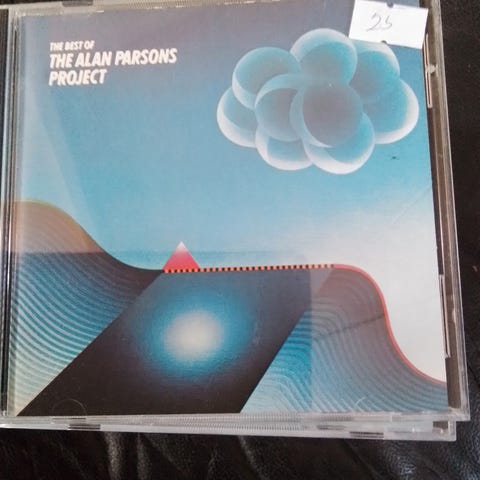 THE BEST OF
THE ALAN PARSONS
PROJECT
25